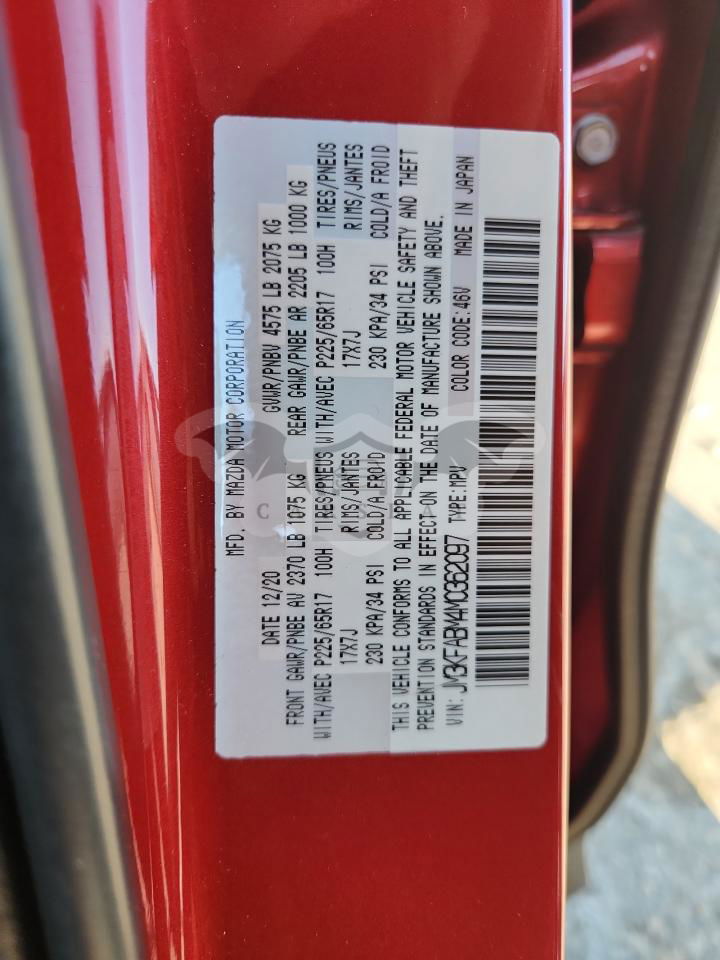 MFD. BY MAZDA MOTOR CORPORATION
DATE 12/20 GVWR/PNBV 4575 LB 2075 KG
FRONT GAWR/PNBE AV 2370 LB 1075 KG REAR GAWR/PNBE AR 2205 LB 1000 KG
WITH/AVEC P225/65R17 100H TIRES/PNEUS WITH/AVEC P225/65R17 100H TIRES/PNEUS
17X7J RIMS/JANTES 17X7J RIMS/JANTES
230 KPA/34 PSI COLD/A FROID 230 KPA/34 PSI COLD/A FROID
THIS VEHICLE CONFORMS TO ALL APPLICABLE FEDERAL MOTOR VEHICLE SAFETY AND THEFT
PREVENTION STANDARDS IN EFFECT ON THE DATE OF MANUFACTURE SHOWN ABOVE.
VIN: JM3KFABM4M0362097 TYPE:MPV COLOR CODE:46V MADE IN JAPAN